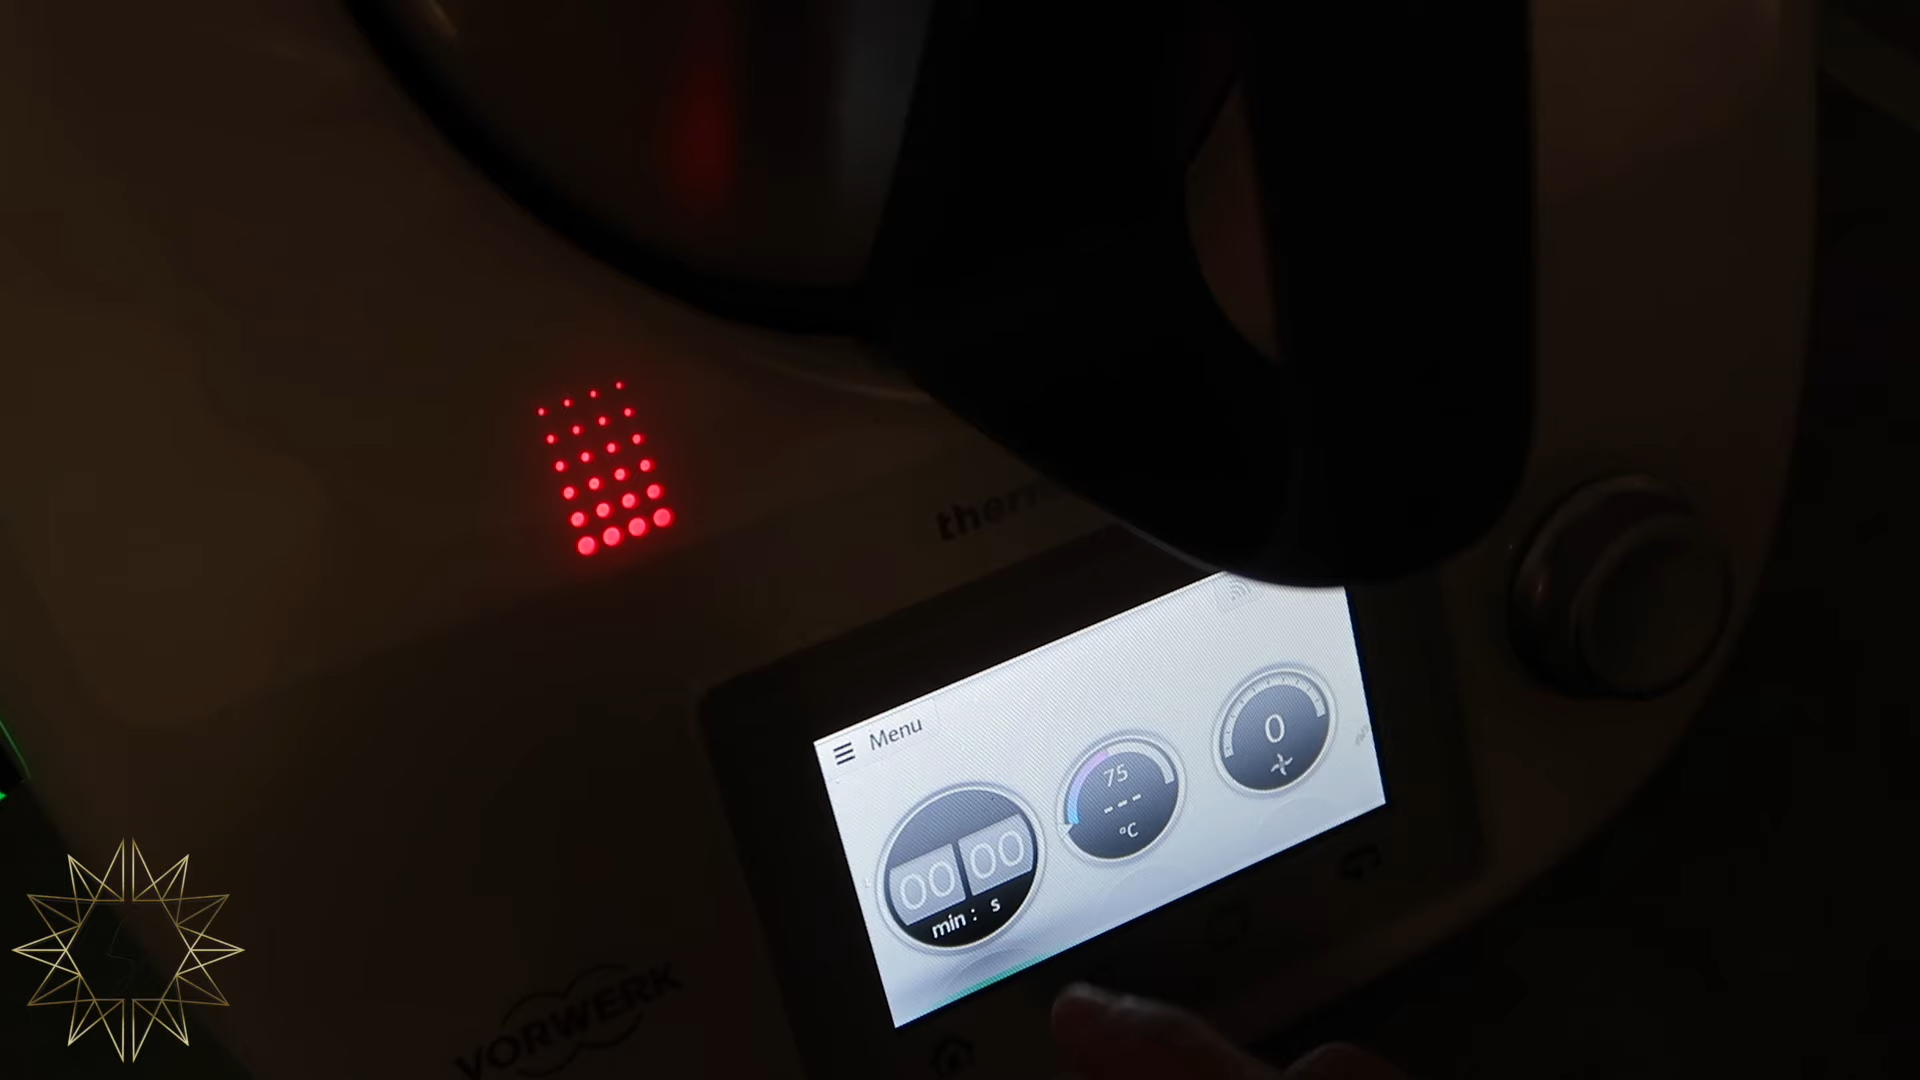 therm
Menu
00 00
min : s
75
---
°C
0
VORWERK